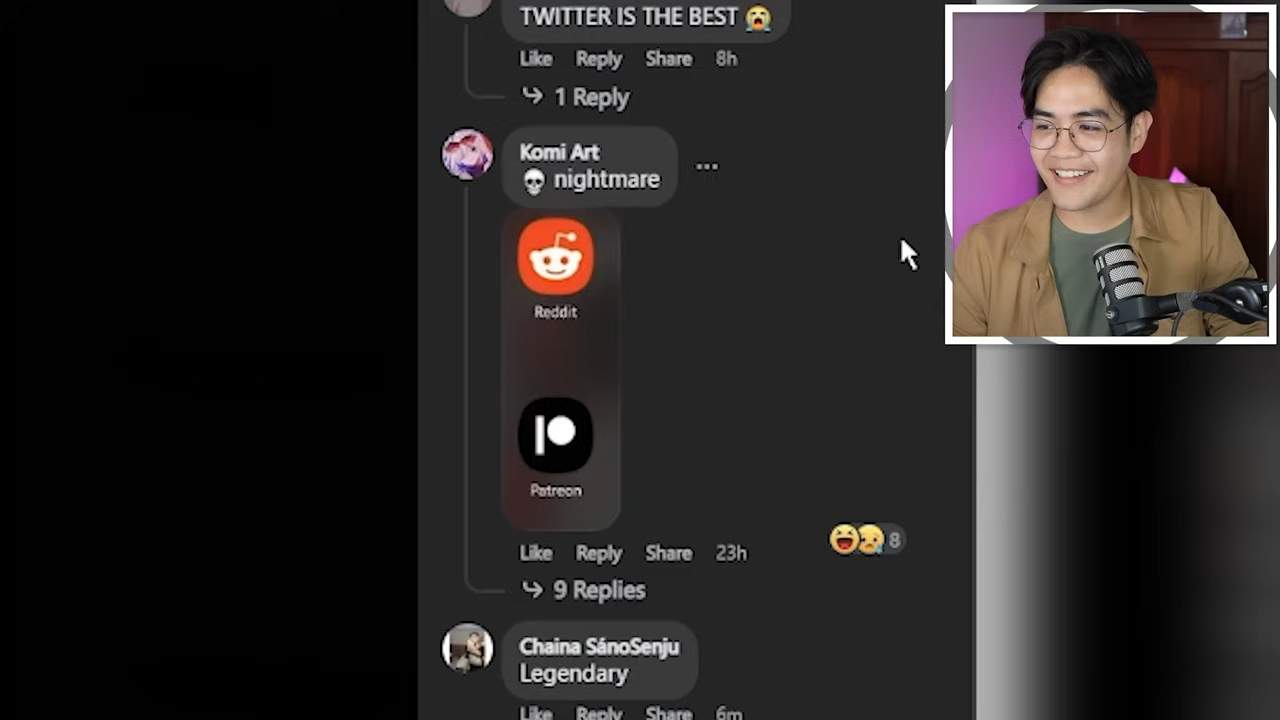 TWITTER IS THE BEST 😭
Like Reply Share 8h
1 Reply
Komi Art
💀 nightmare
Reddit
Patreon
Like Reply Share 23h
8
9 Replies
Chaina SánoSenju
Legendary
Like Reply Share 6m